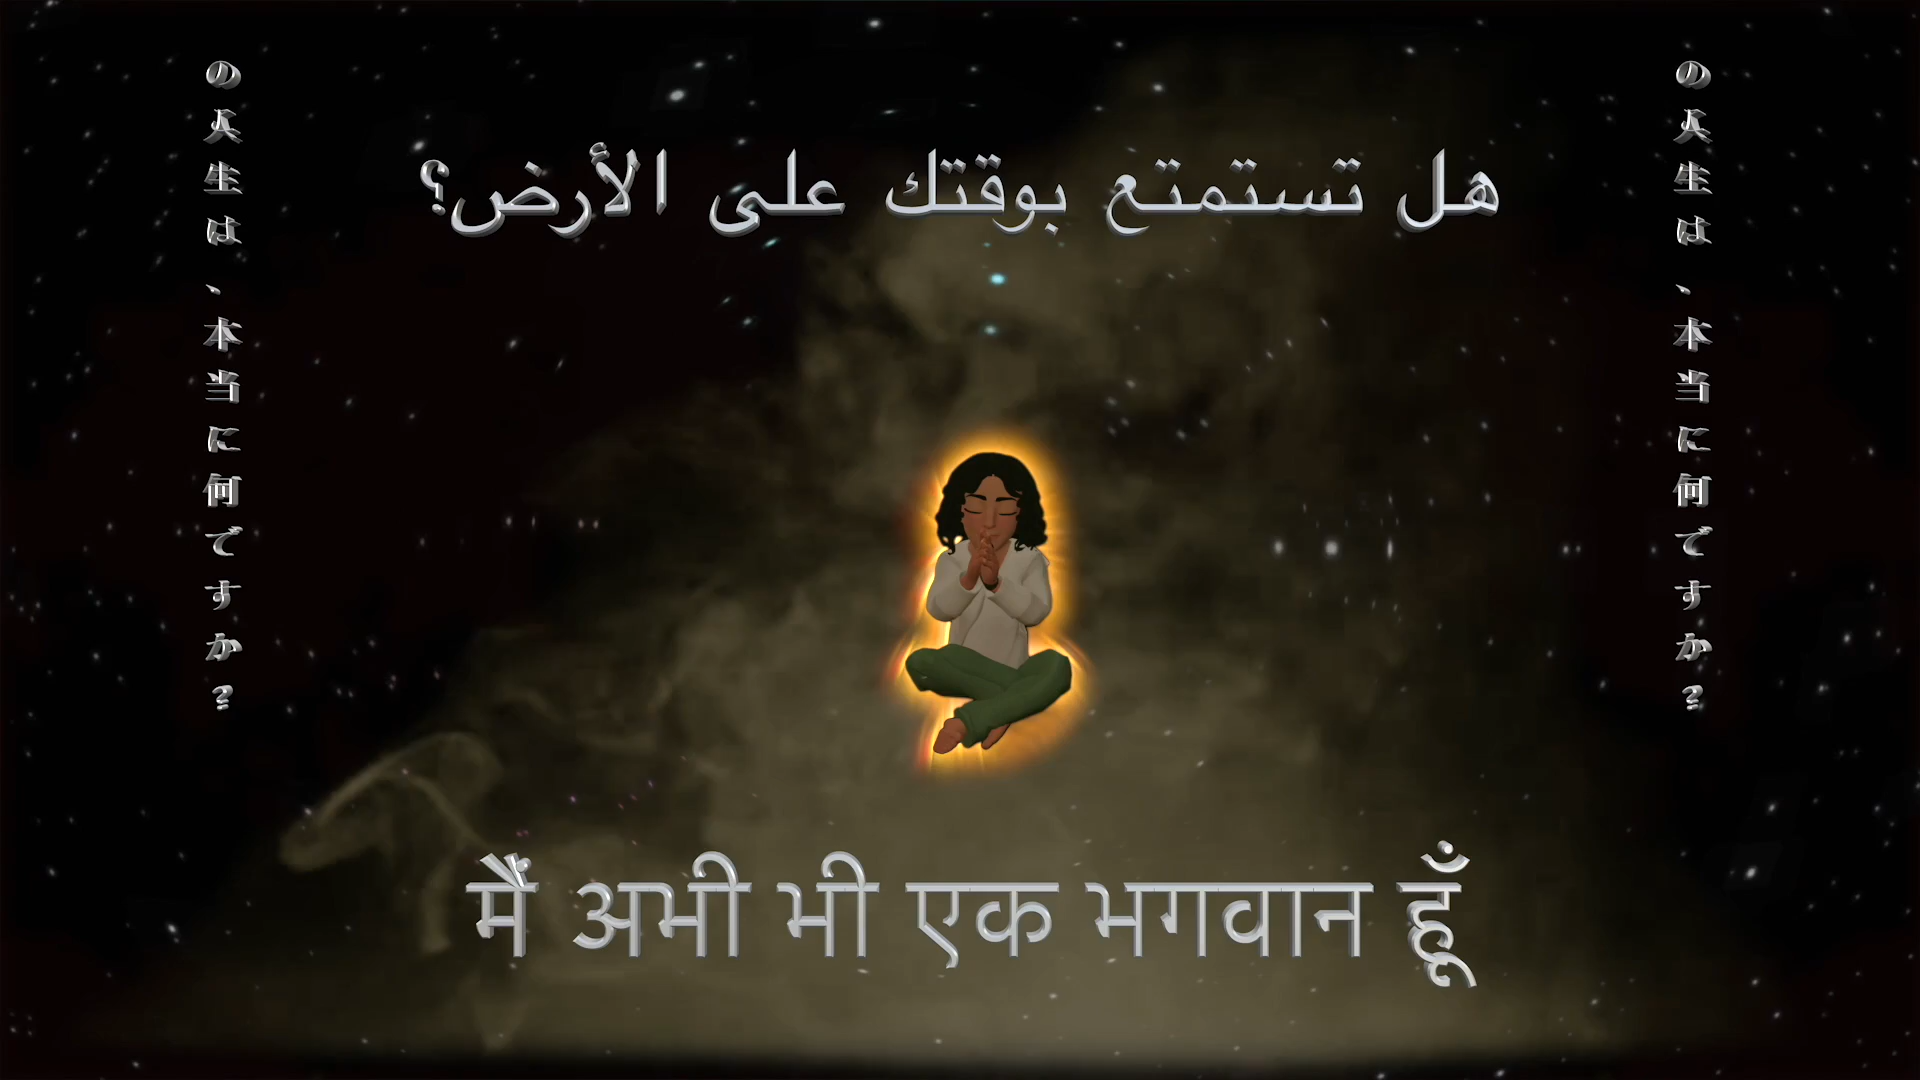 の人生は、本当に何ですか？
هل تستمتع بوقتك على الأرض؟
の人生は、本当に何ですか？
मैं अभी भी एक भगवान हूँ